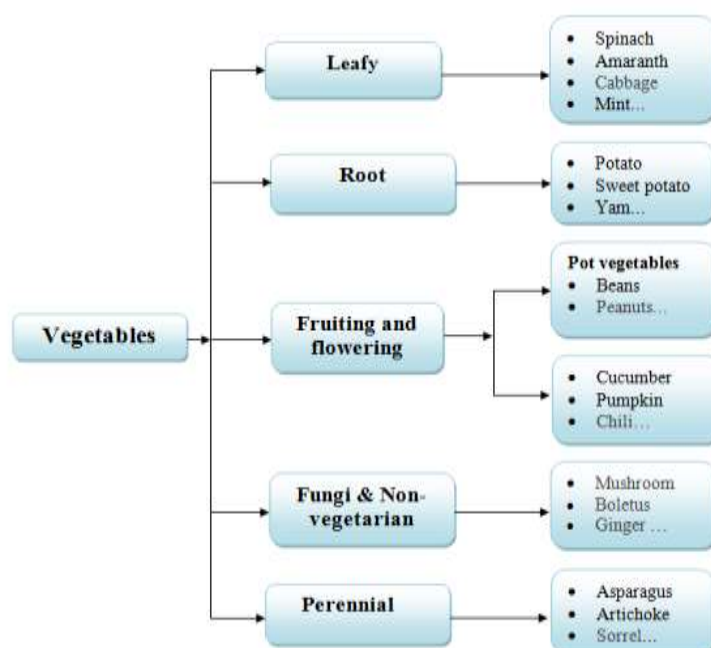 Vegetables
Leafy
• Spinach
• Amaranth
• Cabbage
• Mint...
Root
• Potato
• Sweet potato
• Yam...
Fruiting and
flowering
Pot vegetables
• Beans
• Peanuts...
• Cucumber
• Pumpkin
• Chili...
Fungi & Non-
vegetarian
• Mushroom
• Boletus
• Ginger ...
Perennial
• Asparagus
• Artichoke
• Sorrel...